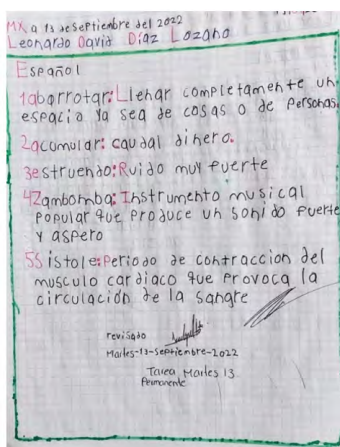 MX a 13 de Septiembre del 2022
Leonardo David Díaz Lozano
Español
1abarrotar: Llenar completamente un
espacio ya sea de cosas o de Personas.
2acumular: caudal dinero.
3estruendo: Ruido muy fuerte
4Zambomba: Instrumento musical
Popular que produce un sonido fuerte
y aspero
5Sistole: Periodo de contraccion del
musculo cardiaco que Provoca la
circulación de la sangre
revisado
Martes-13-septiembre-2022
Tarea Martes 13
Permanente